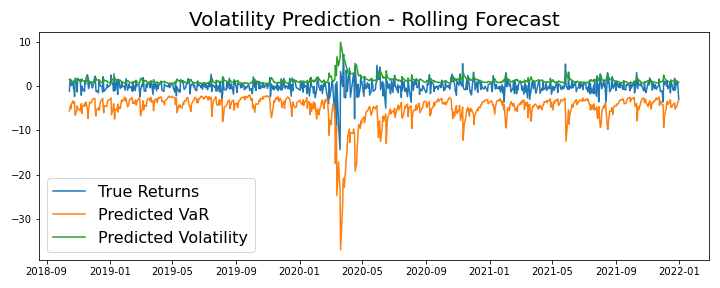 Volatility Prediction - Rolling Forecast
10
0
−10
−20
−30
True Returns
Predicted VaR
Predicted Volatility
2018-09 2019-01 2019-05 2019-09 2020-01 2020-05 2020-09 2021-01 2021-05 2021-09 2022-01